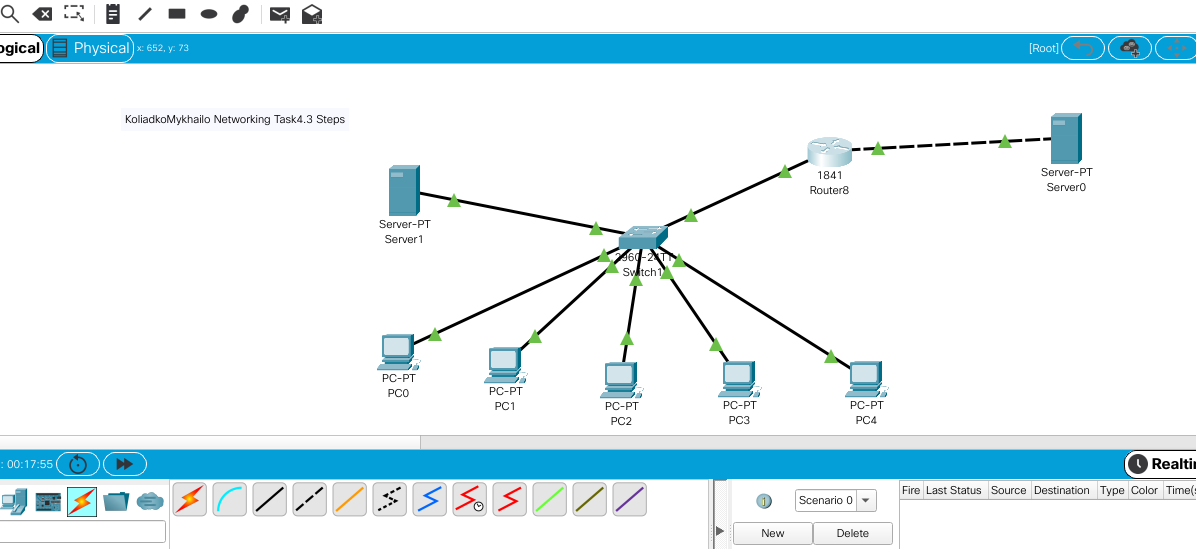 ogical
Physical
x: 652, y: 73
[Root]
KoliadkoMykhailo Networking Task4.3 Steps
1841
Router8
Server-PT
Server0
Server-PT
Server1
2960-24TT
Switch1
PC-PT
PC0
PC-PT
PC1
PC-PT
PC2
PC-PT
PC3
PC-PT
PC4
: 00:17:55
Realtin
Scenario 0
Fire Last Status Source Destination Type Color Time(s
New
Delete